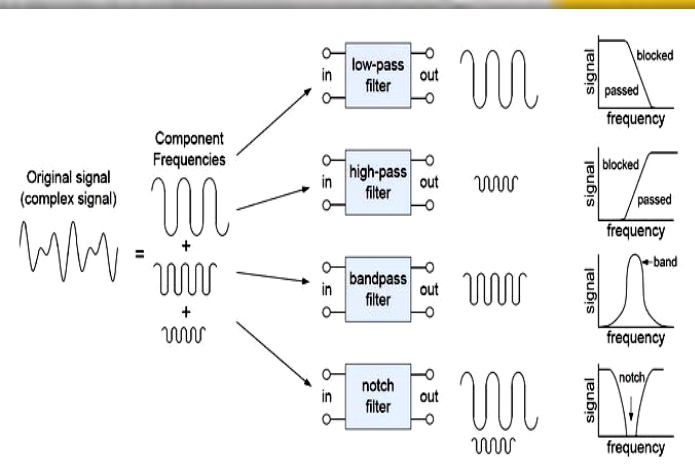 Original signal
(complex signal)
=
Component
Frequencies
+
+
in
low-pass
filter
out
signal
blocked
passed
frequency
in
high-pass
filter
out
signal
blocked
passed
frequency
in
bandpass
filter
out
signal
band
frequency
in
notch
filter
out
signal
notch
frequency